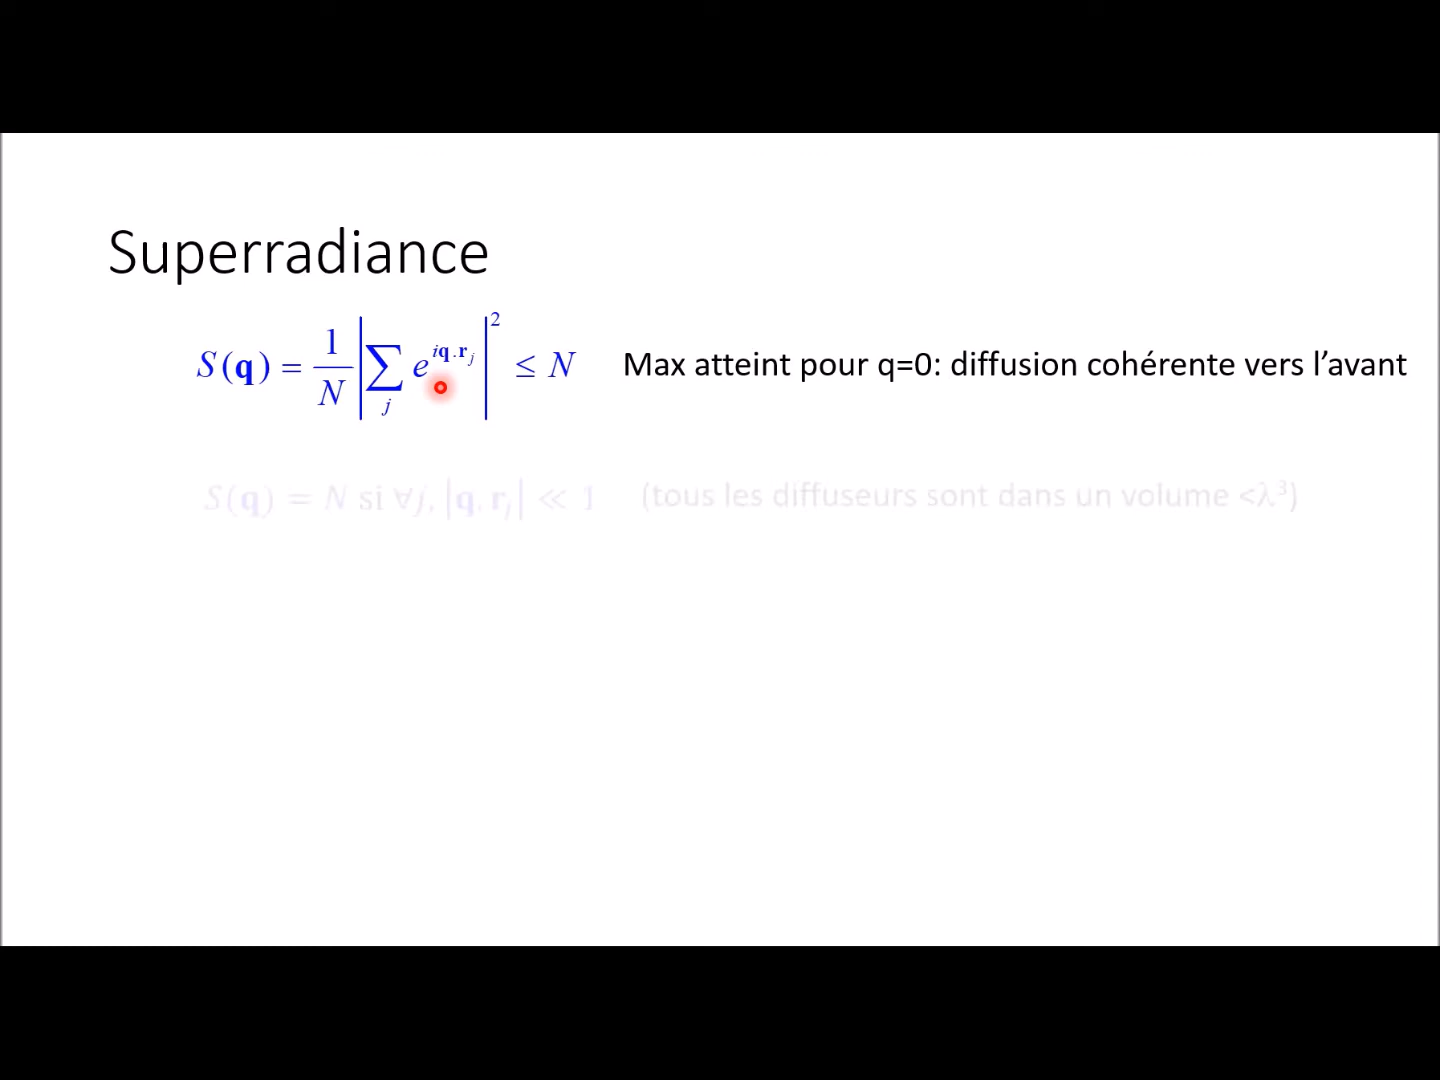 Superradiance
S(q) = 1/N |∑_j e^{iq.r_j}|^2 ≤ N Max atteint pour q=0: diffusion cohérente vers l’avant
S(q) = N si ∀j, |q.r_j| ≪ 1 (tous les diffuseurs sont dans un volume <λ³)